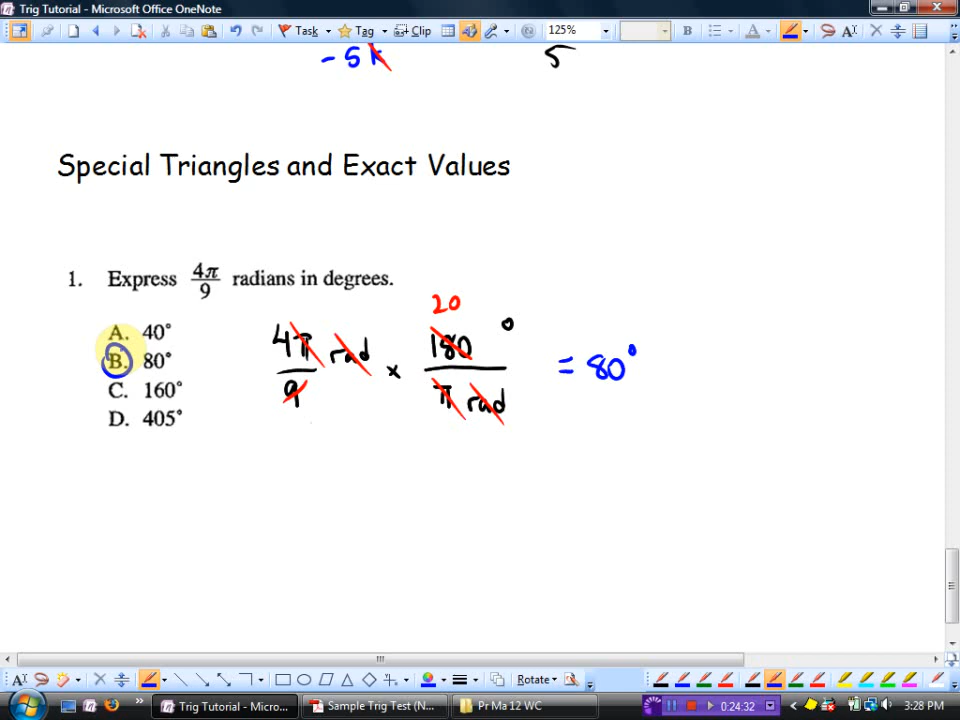 Trig Tutorial - Microsoft Office OneNote
Task Tag Clip 125% B A A
- 5 π 5
Special Triangles and Exact Values
1. Express 4π/9 radians in degrees.
A. 40°
B. 80°
C. 160°
D. 405°
20
4π/9 rad × 180°/π rad = 80°
A Rotate
Trig Tutorial - Micro... Sample Trig Test (N... Pr Ma 12 WC 00:24:32 3:28 PM